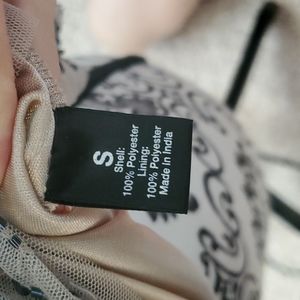 S
Shell:
100% Polyester
Lining:
100% Polyester
Made In India